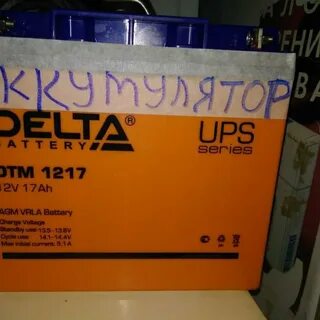 АККУМУЛЯТОР
DELTA®
BATTERY
UPS
series
DTM 1217
12V 17Ah
AGM VRLA Battery
Charge Voltage
Standby use: 13.5-13.8V
Cycle use: 14.1-14.4V
Max initial current: 5.1A